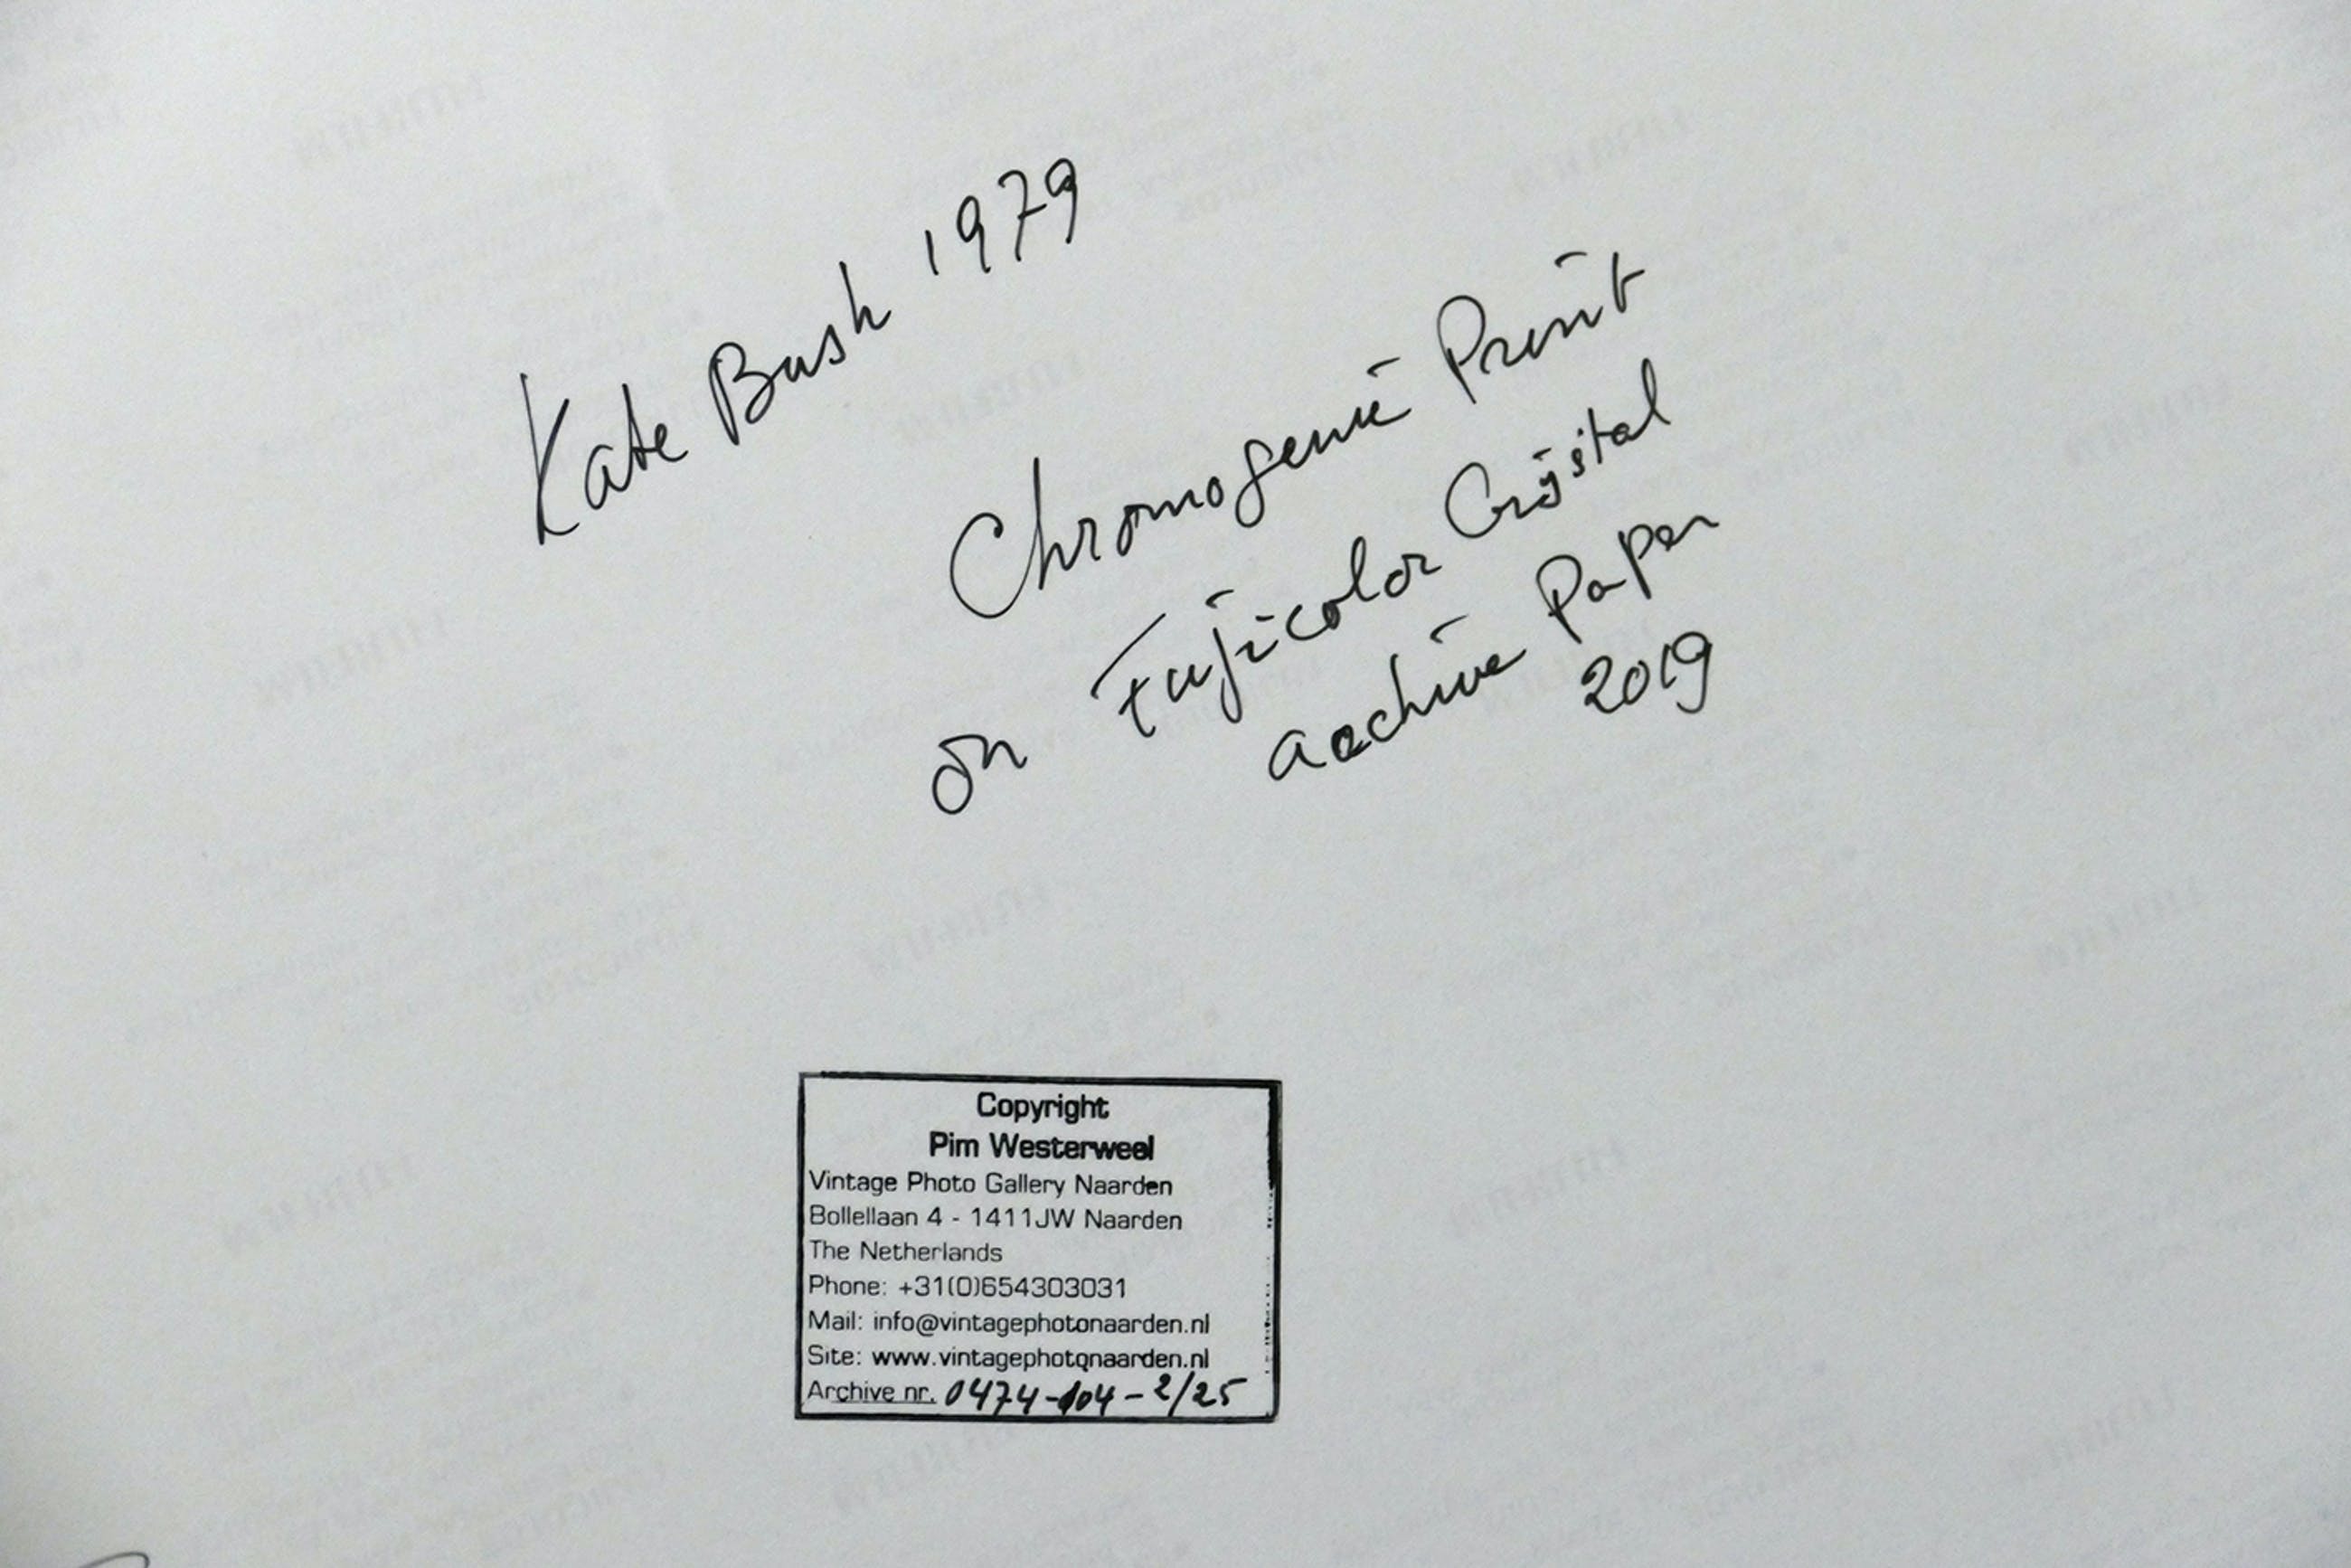 Kate Bush 1979
Chromogenic Print
on Fujicolor Crÿstal
Archive Paper
2019
Copyright
Pim Westerweel
Vintage Photo Gallery Naarden
Bollellaan 4 - 1411JW Naarden
The Netherlands
Phone: +31(0)654303031
Mail: info@vintagephotonaarden.nl
Site: www.vintagephotonaarden.nl
Archive nr. 0474-104-2/25